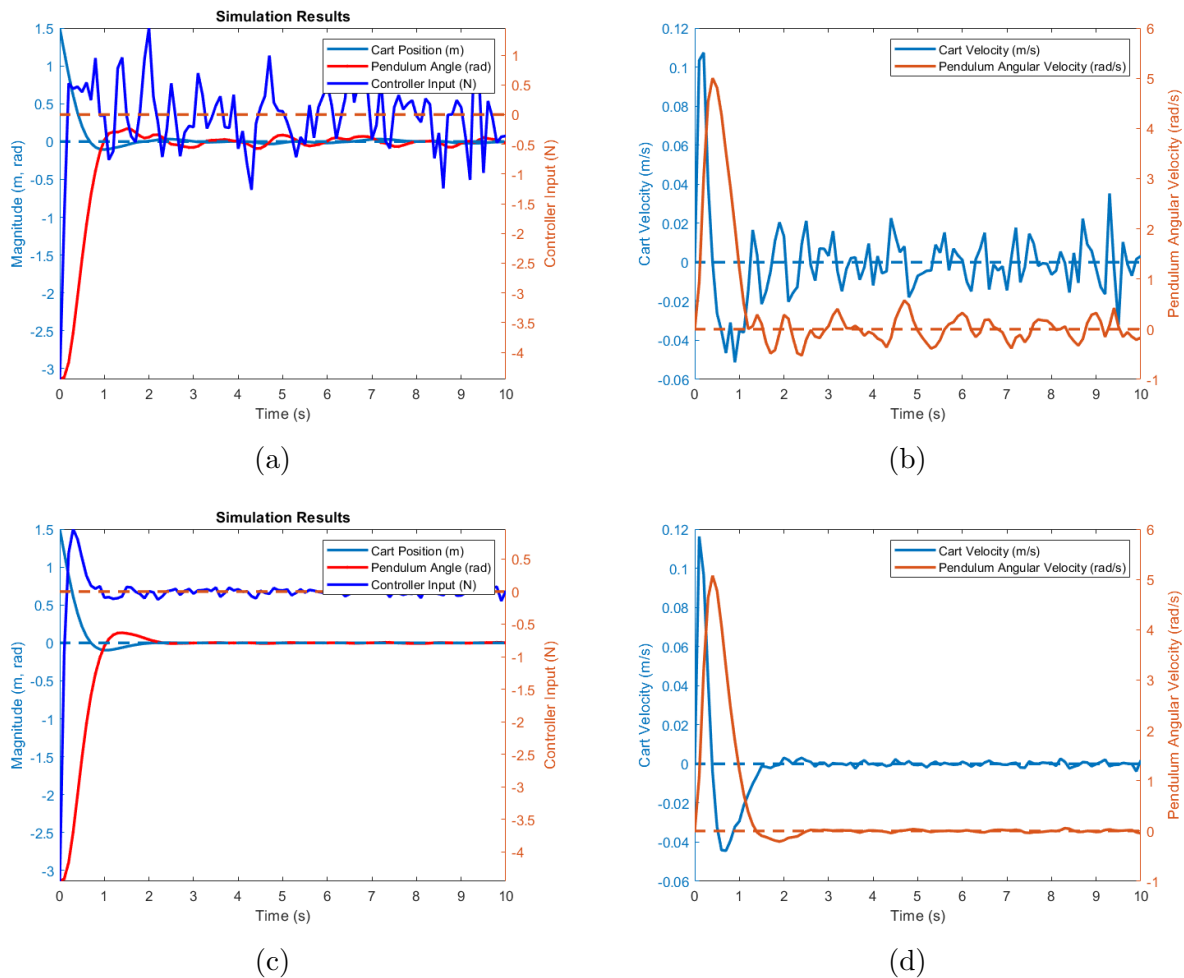 Simulation Results
Cart Position (m)
Pendulum Angle (rad)
Controller Input (N)
1.5
1
0.5
0
-0.5
-1
-1.5
-2
-2.5
-3
Magnitude (m, rad)
1
0.5
0
-0.5
-1
-1.5
-2
-2.5
-3
-3.5
-4
Controller Input (N)
0 1 2 3 4 5 6 7 8 9 10
Time (s)
(a)
Cart Velocity (m/s)
Pendulum Angular Velocity (rad/s)
0.12
0.1
0.08
0.06
0.04
0.02
0
-0.02
-0.04
-0.06
Cart Velocity (m/s)
6
5
4
3
2
1
0
-1
Pendulum Angular Velocity (rad/s)
0 1 2 3 4 5 6 7 8 9 10
Time (s)
(b)
Simulation Results
Cart Position (m)
Pendulum Angle (rad)
Controller Input (N)
1.5
1
0.5
0
-0.5
-1
-1.5
-2
-2.5
-3
Magnitude (m, rad)
0.5
0
-0.5
-1
-1.5
-2
-2.5
-3
-3.5
-4
Controller Input (N)
0 1 2 3 4 5 6 7 8 9 10
Time (s)
(c)
Cart Velocity (m/s)
Pendulum Angular Velocity (rad/s)
0.12
0.1
0.08
0.06
0.04
0.02
0
-0.02
-0.04
-0.06
Cart Velocity (m/s)
6
5
4
3
2
1
0
-1
Pendulum Angular Velocity (rad/s)
0 1 2 3 4 5 6 7 8 9 10
Time (s)
(d)